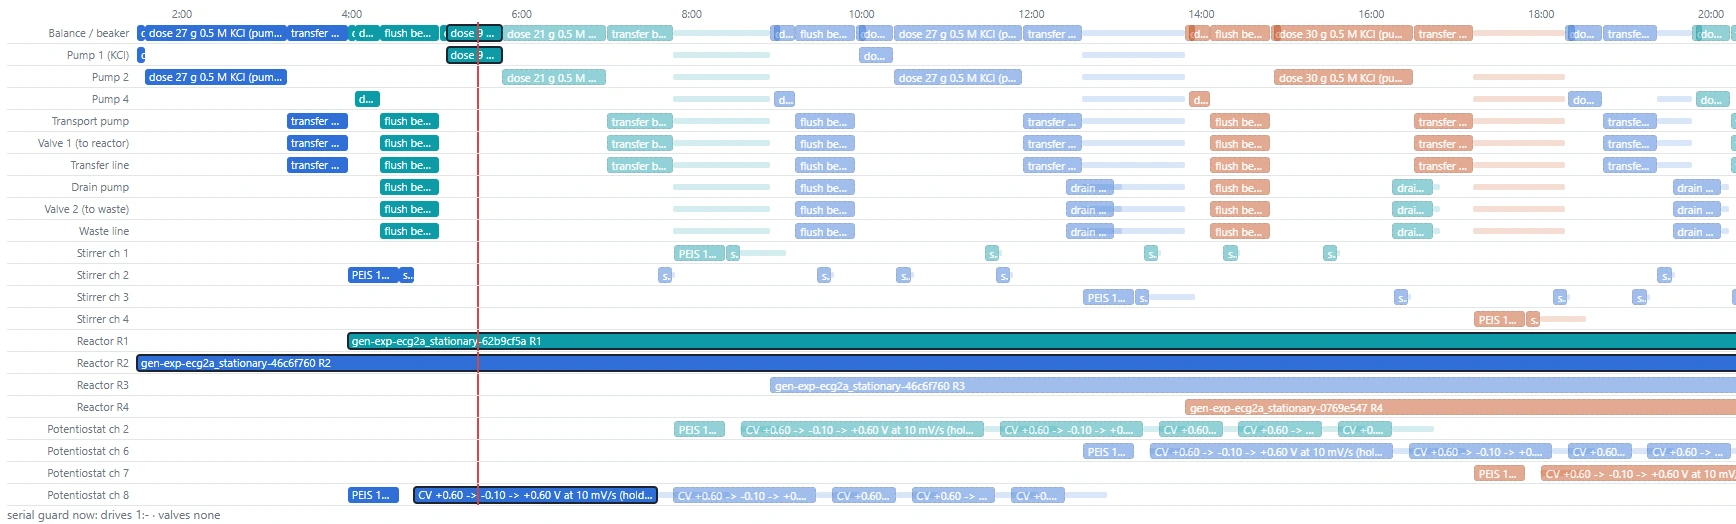 2:00 4:00 6:00 8:00 10:00 12:00 14:00 16:00 18:00 20:00
Balance / beaker dose 27 g 0.5 M KCl (pum... transfer ... d... flush be... dose 9 ... dose 21 g 0.5 M ... transfer b... d... flush be... do... dose 27 g 0.5 M KCl (p... transfer ... d... flush be... dose 30 g 0.5 M KCl (pu... transfer ... do... transfe... do...
Pump 1 (KCl) dose 9 ... do...
Pump 2 dose 27 g 0.5 M KCl (pum... dose 21 g 0.5 M ... dose 27 g 0.5 M KCl (p... dose 30 g 0.5 M KCl (pu...
Pump 4 d... d... d... do... do...
Transport pump transfer ... flush be... transfer b... flush be... transfer ... flush be... transfer ... transfe...
Valve 1 (to reactor) transfer ... flush be... transfer b... flush be... transfer ... flush be... transfer ... transfe...
Transfer line transfer ... flush be... transfer b... flush be... transfer ... flush be... transfer ... transfe...
Drain pump flush be... flush be... drain ... flush be... drai... drain ...
Valve 2 (to waste) flush be... flush be... drain ... flush be... drai... drain ...
Waste line flush be... flush be... drain ... flush be... drai... drain ...
Stirrer ch 1 PEIS 1... s. s. s. s. s.
Stirrer ch 2 PEIS 1... s.. s. s. s. s. s.
Stirrer ch 3 PEIS 1... s. s. s. s.
Stirrer ch 4 PEIS 1... s.
Reactor R1 gen-exp-ecg2a_stationary-62b9cf5a R1
Reactor R2 gen-exp-ecg2a_stationary-46c6f760 R2
Reactor R3 gen-exp-ecg2a_stationary-46c6f760 R3
Reactor R4 gen-exp-ecg2a_stationary-0769e547 R4
Potentiostat ch 2 PEIS 1... CV +0.60 -> -0.10 -> +0.60 V at 10 mV/s (hol... CV +0.60 -> -0.10 -> +0.... CV +0.60... CV +0.60 -> ... CV +0....
Potentiostat ch 6 PEIS 1... CV +0.60 -> -0.10 -> +0.60 V at 10 mV/s (hol... CV +0.60 -> -0.10 -> +0.... CV +0.60... CV +0.60 -> ...
Potentiostat ch 7 PEIS 1... CV +0.60 -> -0.10 -> +0.60 V at 10 mV
Potentiostat ch 8 PEIS 1... CV +0.60 -> -0.10 -> +0.60 V at 10 mV/s (hold... CV +0.60 -> -0.10 -> +0.... CV +0.60... CV +0.60 -> ... CV +0....
serial guard now: drives 1:- · valves none